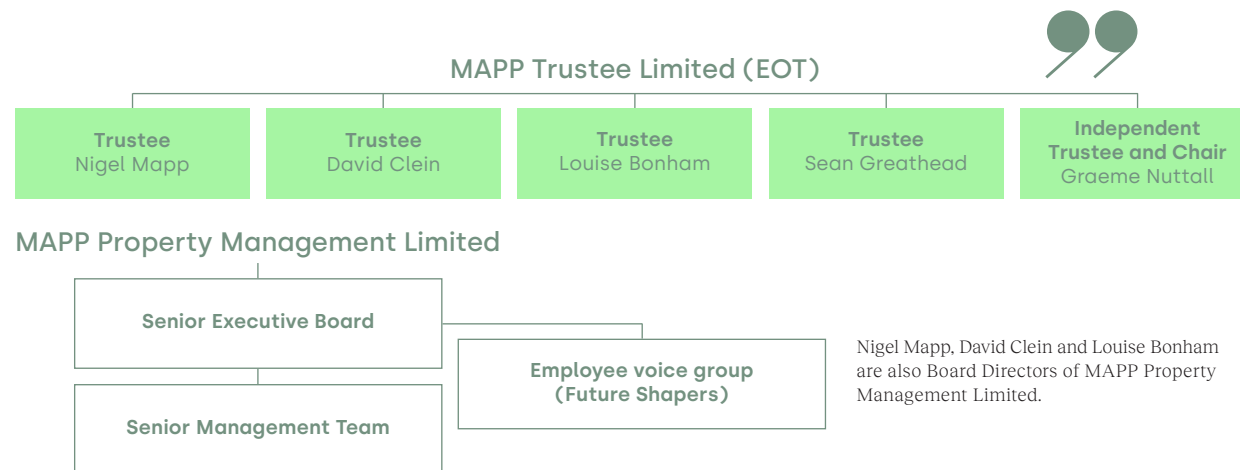 MAPP Trustee Limited (EOT)
Trustee
Nigel Mapp
Trustee
David Clein
Trustee
Louise Bonham
Trustee
Sean Greathead
Independent
Trustee and Chair
Graeme Nuttall
MAPP Property Management Limited
Senior Executive Board
Employee voice group
(Future Shapers)
Senior Management Team
Nigel Mapp, David Clein and Louise Bonham
are also Board Directors of MAPP Property
Management Limited.